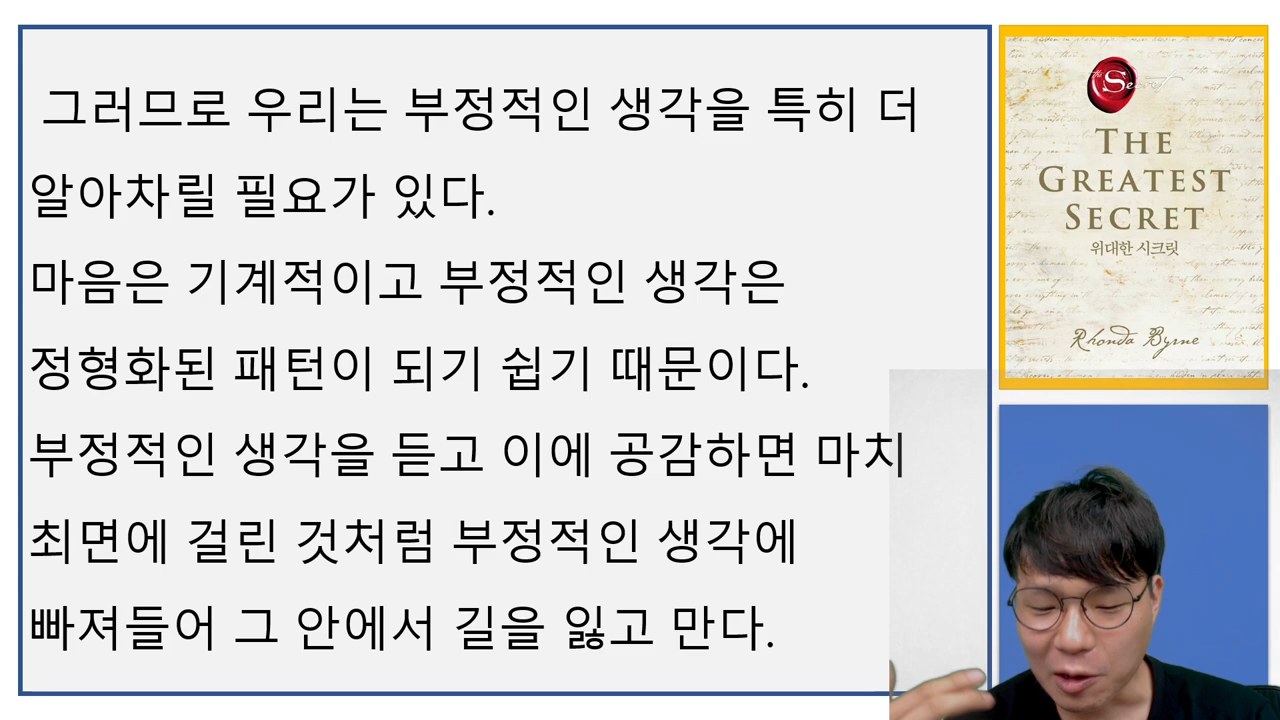 그러므로 우리는 부정적인 생각을 특히 더
알아차릴 필요가 있다.
마음은 기계적이고 부정적인 생각은
정형화된 패턴이 되기 쉽기 때문이다.
부정적인 생각을 듣고 이에 공감하면 마치
최면에 걸린 것처럼 부정적인 생각에
빠져들어 그 안에서 길을 잃고 만다.
THE
GREATEST
SECRET
위대한 시크릿
Rhonda Byrne